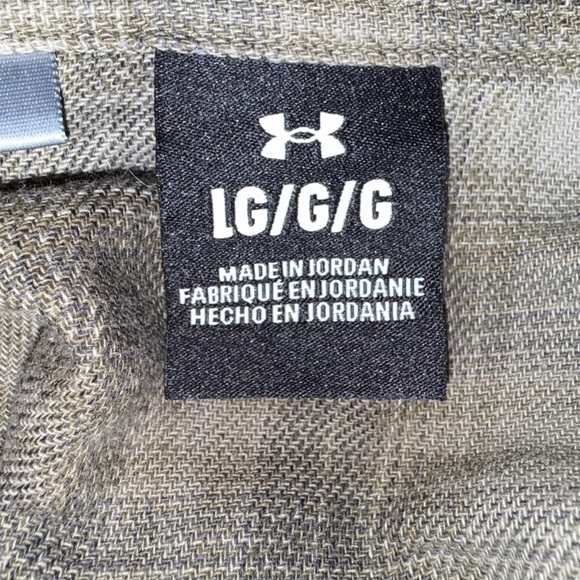 LG/G/G
MADE IN JORDAN
FABRIQUÉ EN JORDANIE
HECHO EN JORDANIA